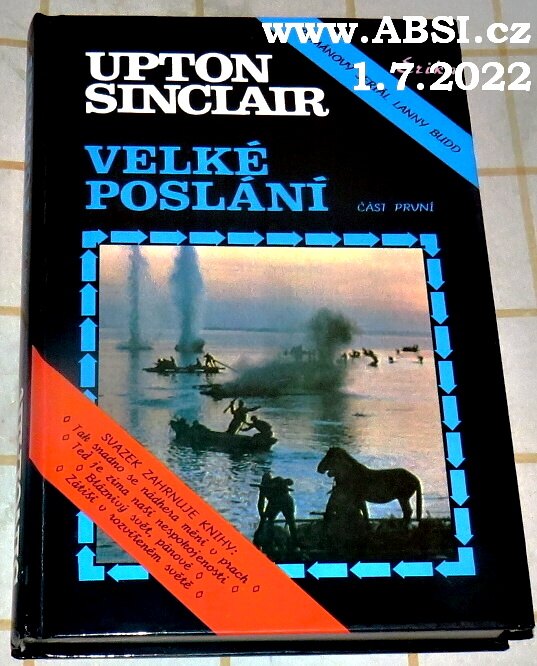 www.ABSI.cz
1.7.2022
LANNY BUDD
UPTON
SINCLAIR
VELKÉ
POSLÁNÍ
ČÁST PRVNÍ
SVAZEK ZAHRNUJE KNIHY:
◊ Tak snadno se nádhera mění v prach ◊
◊ Teď je zima naší nespokojenosti ◊
◊ Bláznivý svět, pánové ◊
◊ Zátiší v rozvířeném světě ◊